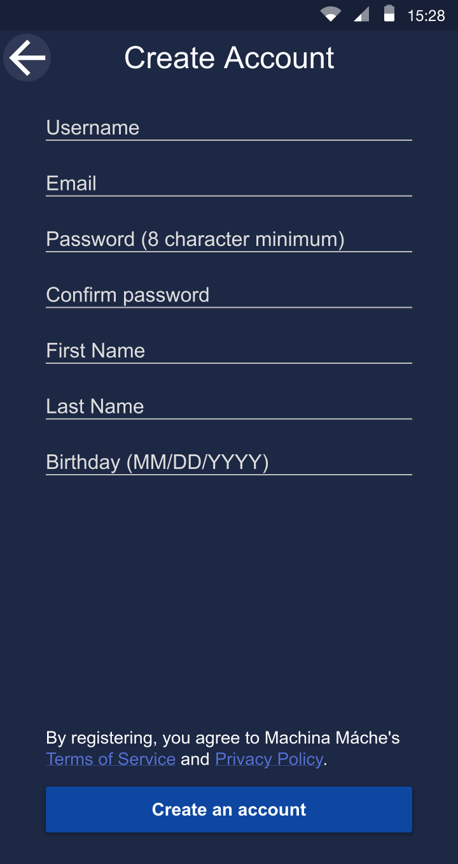 15:28
Create Account
Username
Email
Password (8 character minimum)
Confirm password
First Name
Last Name
Birthday (MM/DD/YYYY)
By registering, you agree to Machina Máche's
Terms of Service and Privacy Policy.
Create an account